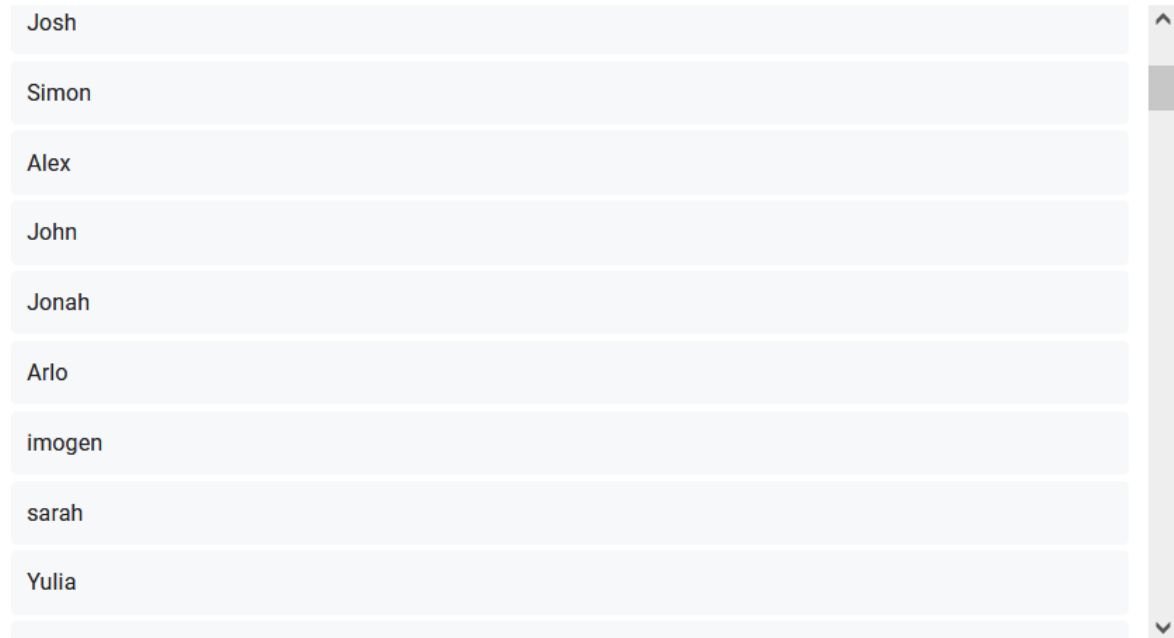 Josh
Simon
Alex
John
Jonah
Arlo
imogen
sarah
Yulia